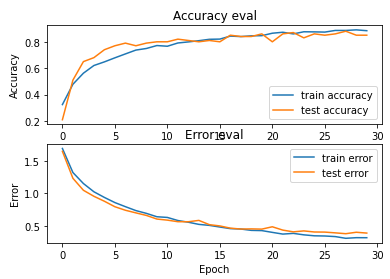 Accuracy eval
0.8
0.6
0.4
0.2
Accuracy
train accuracy
test accuracy
0 5 10 15 20 25 30
Error eval
1.5
1.0
0.5
Error
train error
test error
0 5 10 15 20 25 30
Epoch